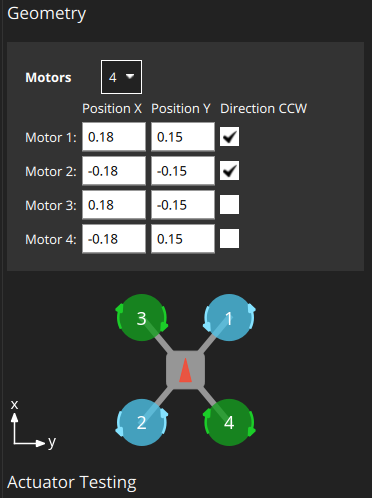 Geometry
Motors 4
Position X Position Y Direction CCW
Motor 1: 0.18 0.15
Motor 2: -0.18 -0.15
Motor 3: 0.18 -0.15
Motor 4: -0.18 0.15
3 1
2 4
x
y
Actuator Testing